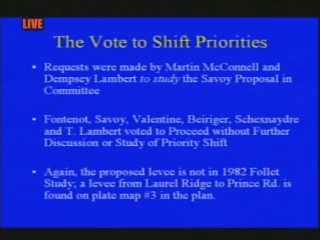 LIVE
The Vote to Shift Priorities
• Requests were made by Martin McConnell and
Dempsey Lambert to study the Savoy Proposal in
Committee
• Fontenot, Savoy, Valentine, Beiriger, Schexnaydre
and T. Lambert voted to Proceed without Further
Discussion or Study of Priority Shift
• Again, the proposed levee is not in 1982 Follet
Study; a levee from Laurel Ridge to Prince Rd. is
found on plate map #3 in the plan.